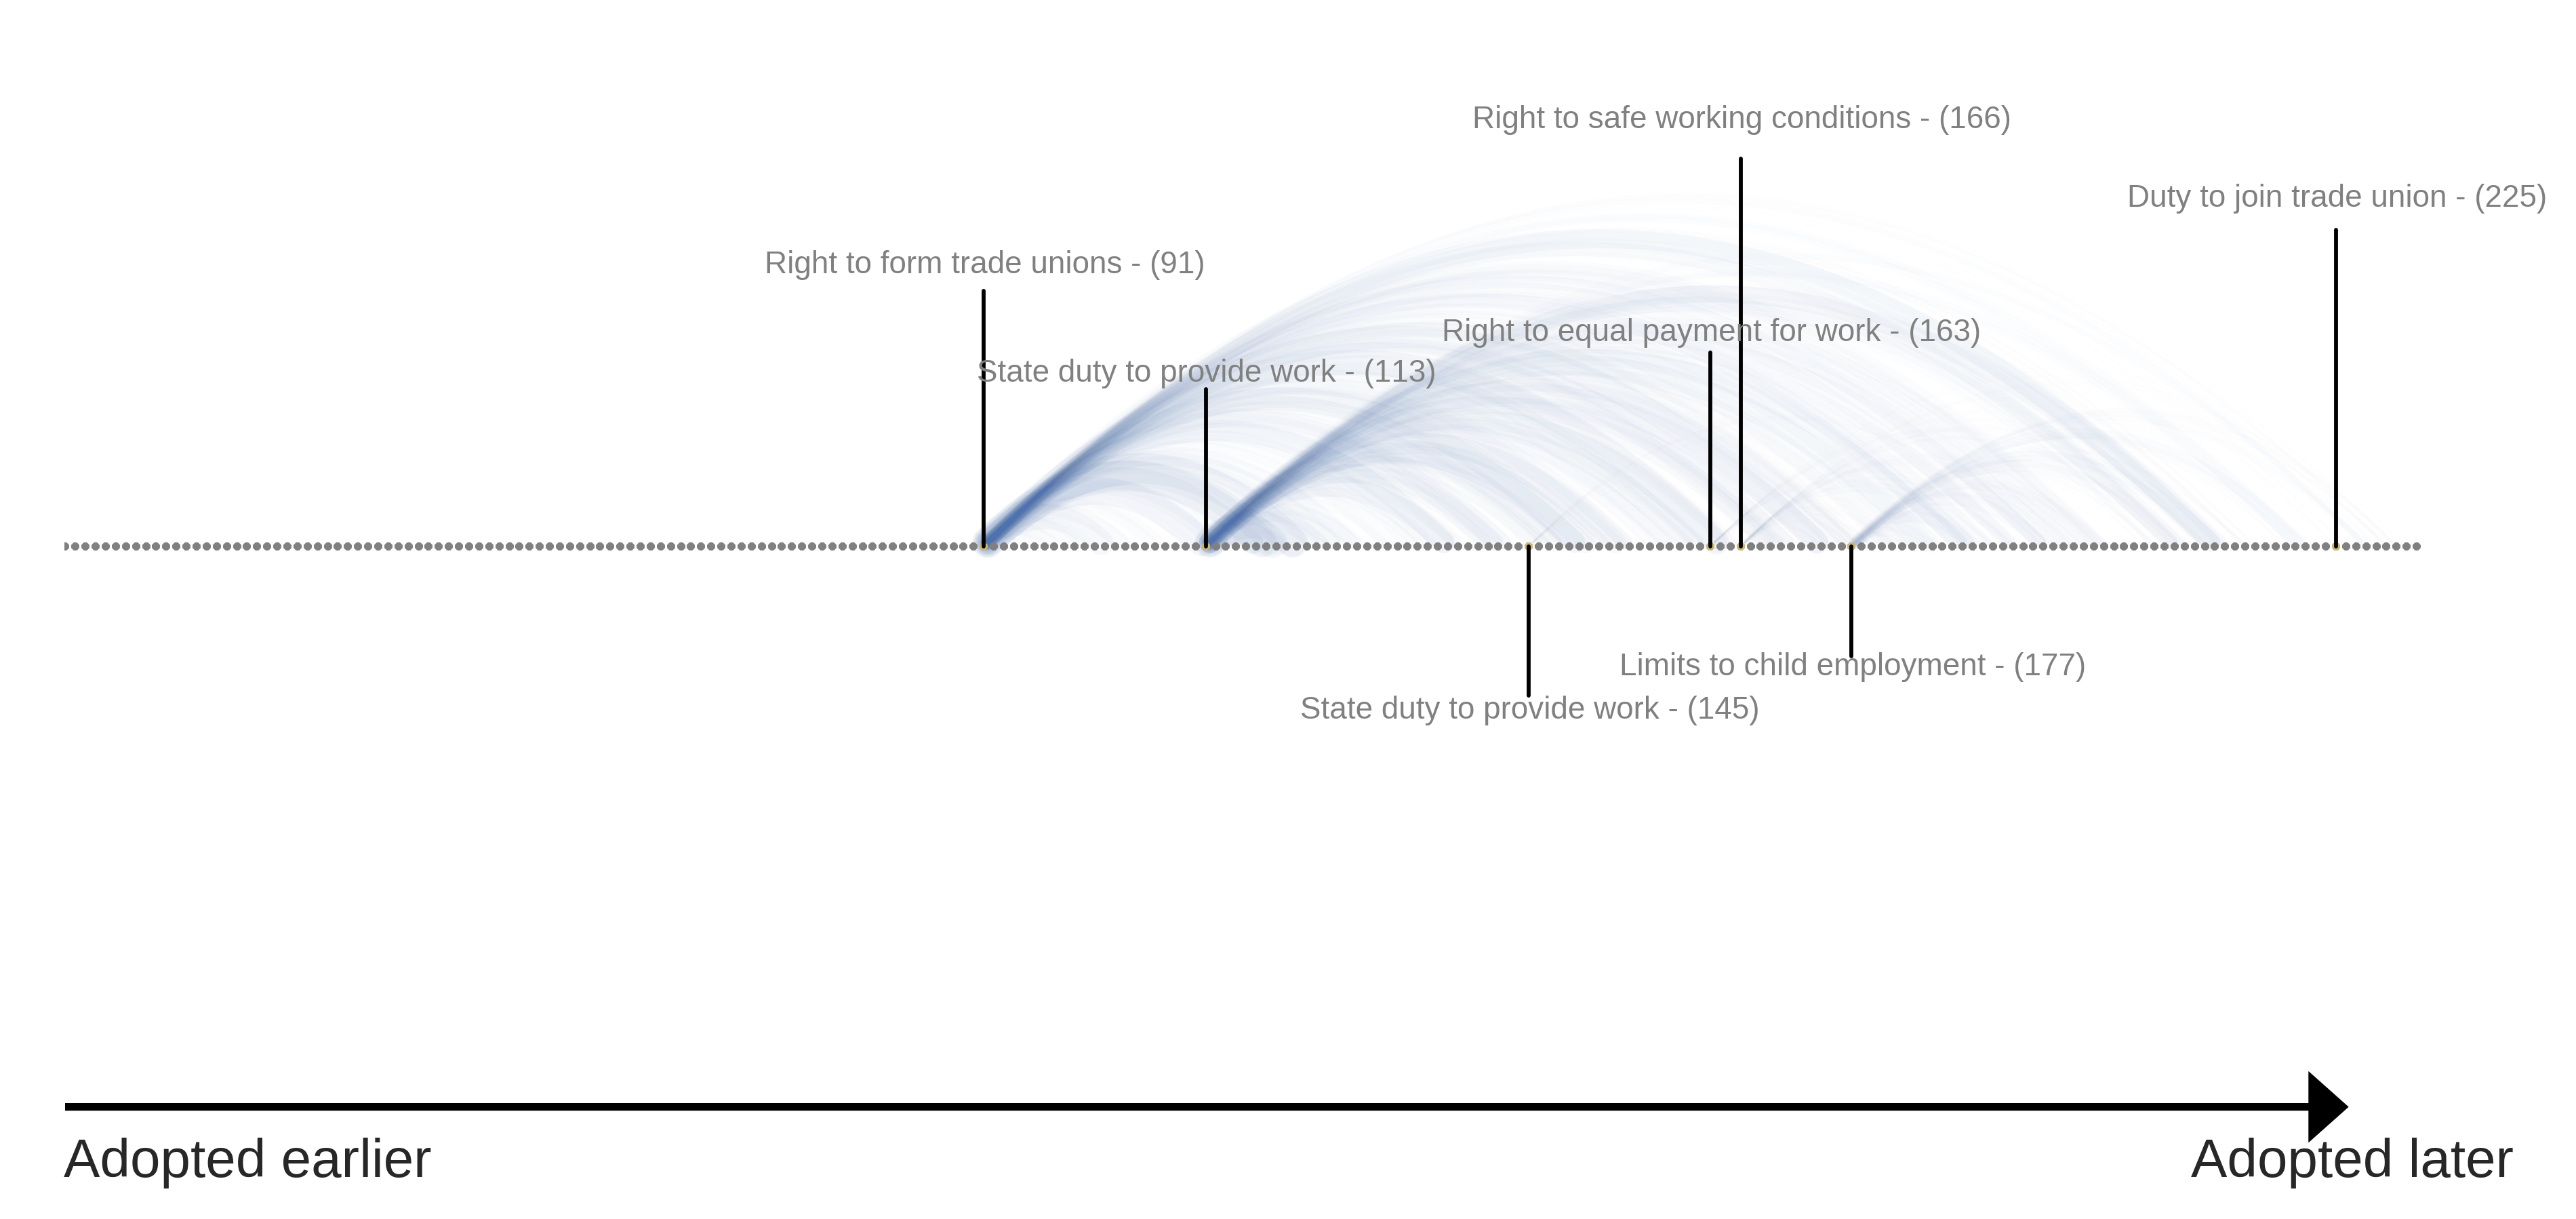 Right to safe working conditions - (166)
Duty to join trade union - (225)
Right to form trade unions - (91)
Right to equal payment for work - (163)
State duty to provide work - (113)
Limits to child employment - (177)
State duty to provide work - (145)
Adopted earlier
Adopted later